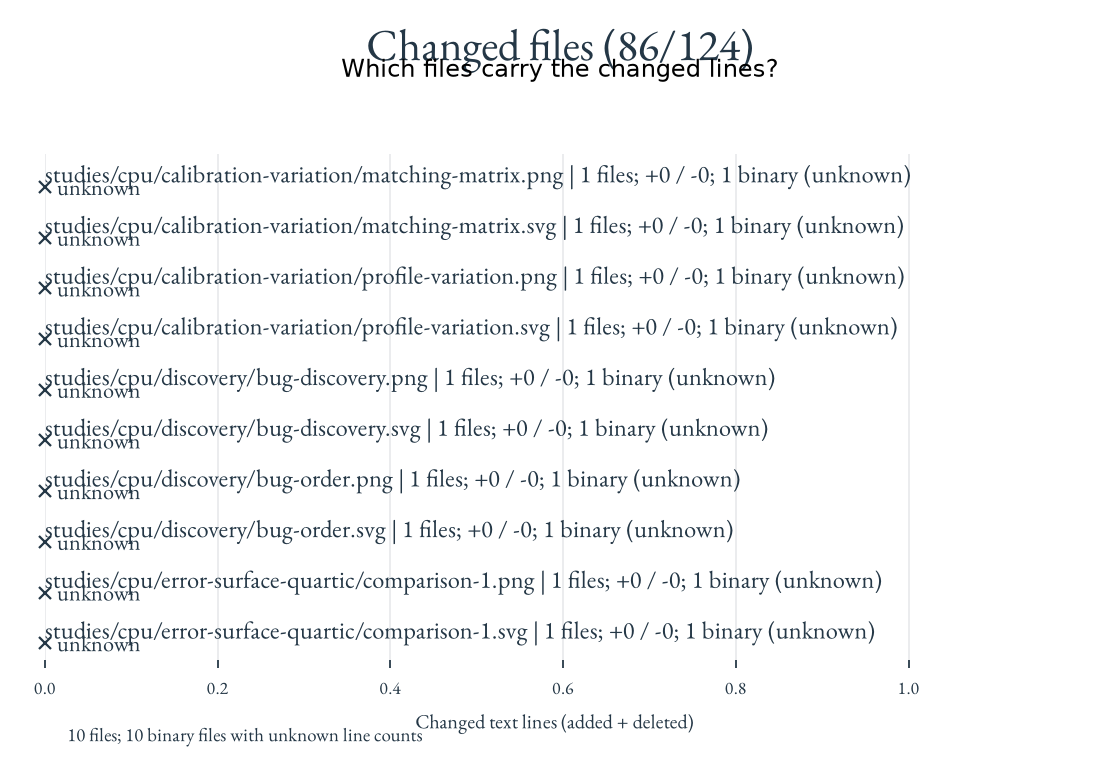 Changed files (86/124)
Which files carry the changed lines?
studies/cpu/calibration-variation/matching-matrix.png | 1 files; +0 / -0; 1 binary (unknown)
unknown
studies/cpu/calibration-variation/matching-matrix.svg | 1 files; +0 / -0; 1 binary (unknown)
unknown
studies/cpu/calibration-variation/profile-variation.png | 1 files; +0 / -0; 1 binary (unknown)
unknown
studies/cpu/calibration-variation/profile-variation.svg | 1 files; +0 / -0; 1 binary (unknown)
unknown
studies/cpu/discovery/bug-discovery.png | 1 files; +0 / -0; 1 binary (unknown)
unknown
studies/cpu/discovery/bug-discovery.svg | 1 files; +0 / -0; 1 binary (unknown)
unknown
studies/cpu/discovery/bug-order.png | 1 files; +0 / -0; 1 binary (unknown)
unknown
studies/cpu/discovery/bug-order.svg | 1 files; +0 / -0; 1 binary (unknown)
unknown
studies/cpu/error-surface-quartic/comparison-1.png | 1 files; +0 / -0; 1 binary (unknown)
unknown
studies/cpu/error-surface-quartic/comparison-1.svg | 1 files; +0 / -0; 1 binary (unknown)
unknown
0.0 0.2 0.4 0.6 0.8 1.0
Changed text lines (added + deleted)
10 files; 10 binary files with unknown line counts